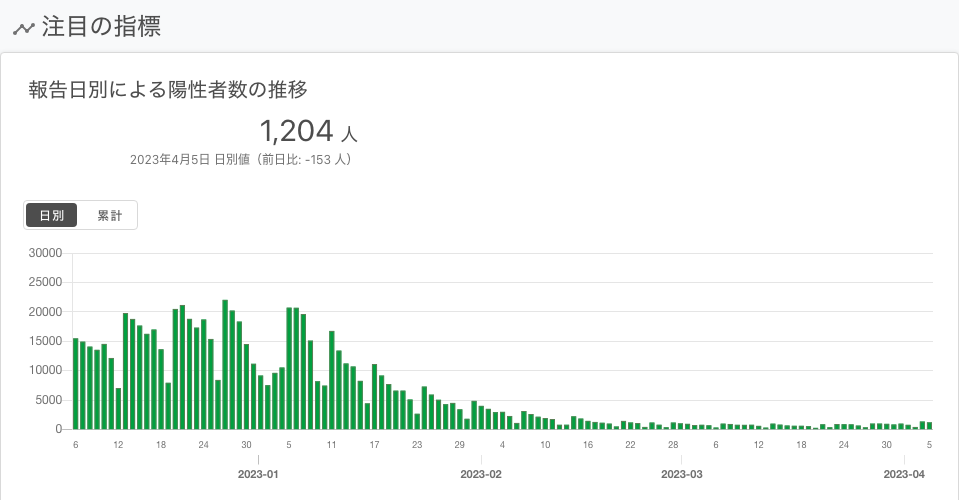 注目の指標
報告日別による陽性者数の推移
1,204 人
2023年4月5日 日別値（前日比: -153 人）
日別 累計
30000
25000
20000
15000
10000
5000
0
6 12 18 24 30 5 11 17 23 29 4 10 16 22 28 6 12 18 24 30 5
2023-01 2023-02 2023-03 2023-04